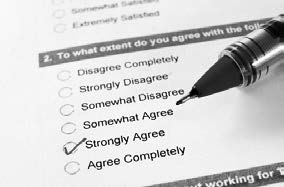 Somewhat Satisfied
Extremely Satisfied
2. To what extent do you agree with the foll
Disagree Completely
Strongly Disagree
Somewhat Disagree
Somewhat Agree
Strongly Agree
Agree Completely
t working for